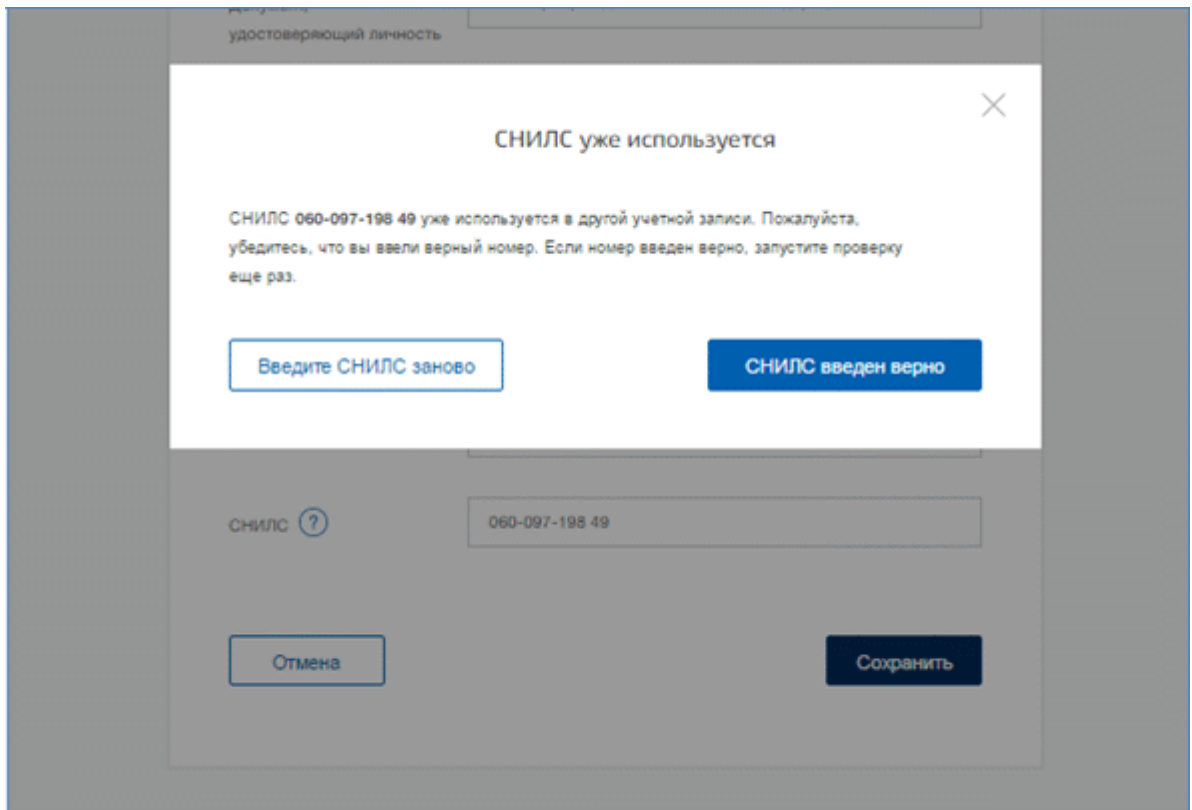 удостоверяющий личность
СНИЛС уже используется
СНИЛС 060-097-198 49 уже используется в другой учетной записи. Пожалуйста,
убедитесь, что вы ввели верный номер. Если номер введен верно, запустите проверку
еще раз.
Введите СНИЛС заново
СНИЛС введен верно
СНИЛС ?
060-097-198 49
Отмена
Сохранить